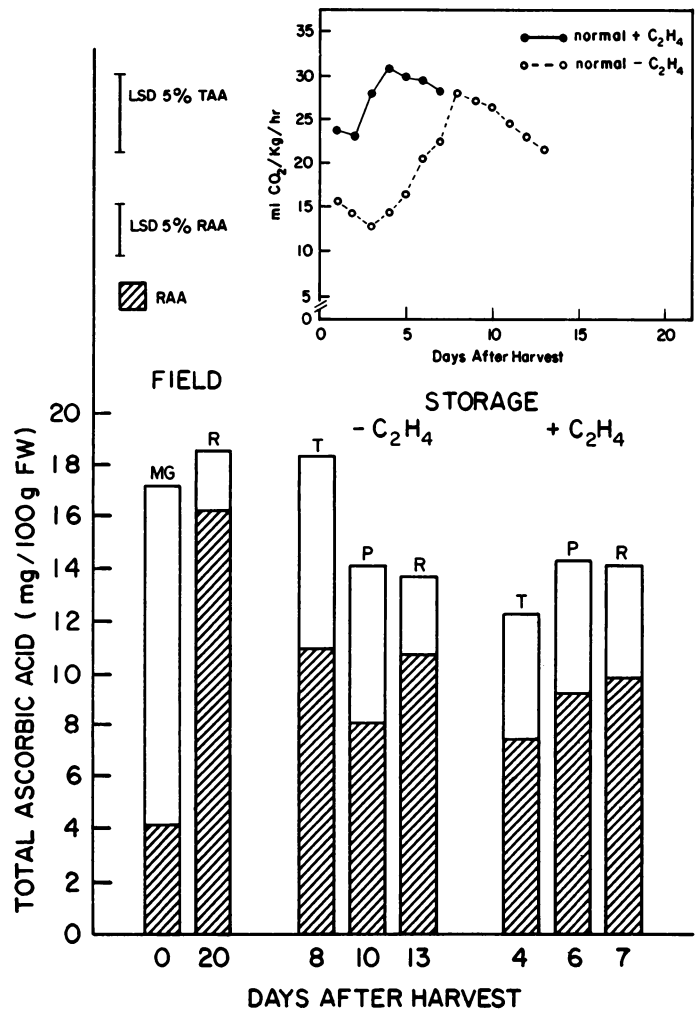 35
30
25
20
15
10
5
0
ml CO₂/Kg/hr
normal + C₂H₄
normal − C₂H₄
0 5 10 15 20
Days After Harvest
LSD 5% TAA
LSD 5% RAA
RAA
FIELD
STORAGE
− C₂H₄ + C₂H₄
TOTAL ASCORBIC ACID (mg/100g FW)
20
18
16
14
12
10
8
6
4
2
0
MG R T P R T P R
0 20 8 10 13 4 6 7
DAYS AFTER HARVEST